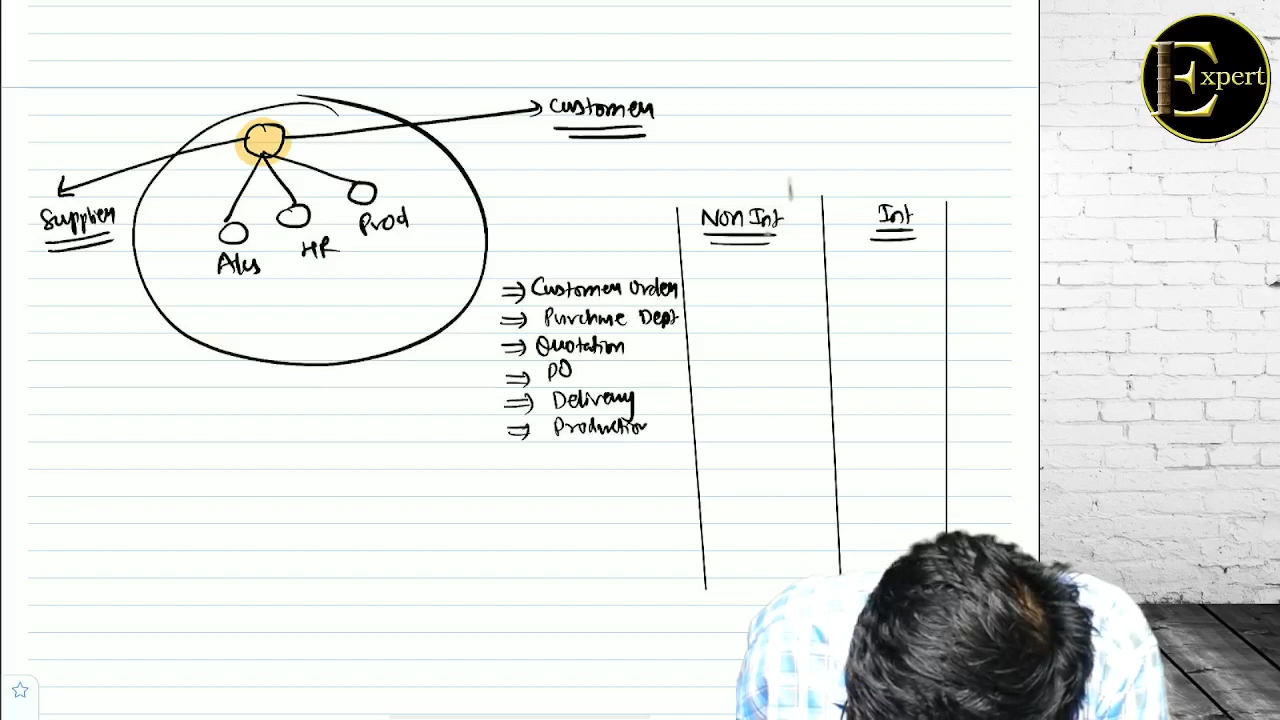 Expert
Customer
Supplier
Prod
HR
A/cs
Non Int
Int
⇒ Customer Order
⇒ Purchase Dept
⇒ Quotation
⇒ PO
⇒ Delivery
⇒ Production